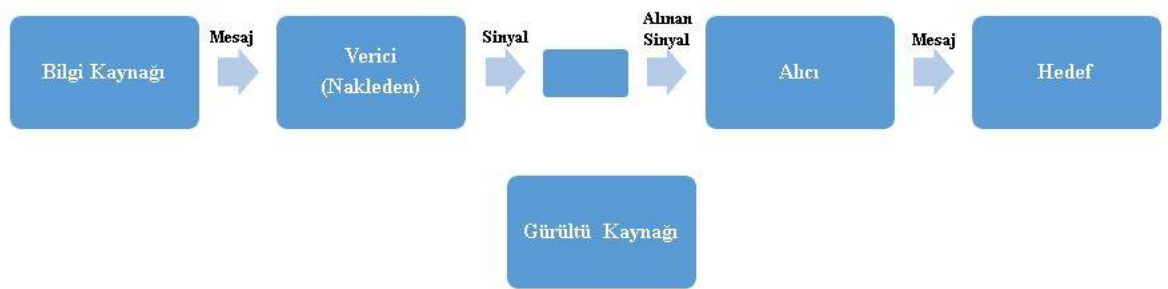 Bilgi Kaynağı
Mesaj
Verici
(Nakleden)
Sinyal
Alınan
Sinyal
Alıcı
Mesaj
Hedef
Gürültü Kaynağı